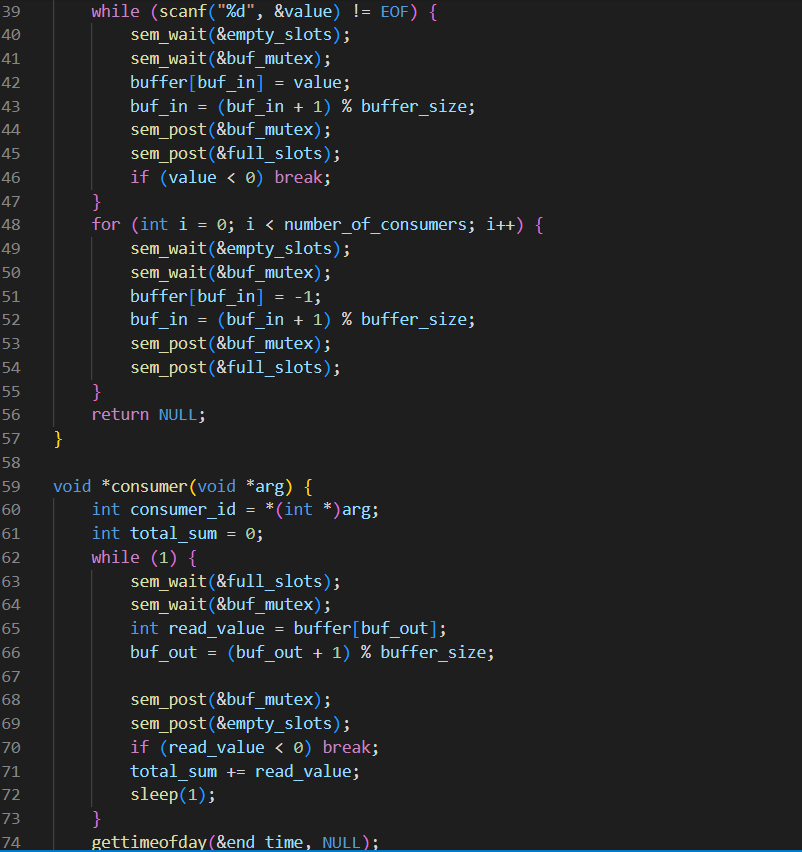 39 while (scanf("%d", &value) != EOF) {
40 sem_wait(&empty_slots);
41 sem_wait(&buf_mutex);
42 buffer[buf_in] = value;
43 buf_in = (buf_in + 1) % buffer_size;
44 sem_post(&buf_mutex);
45 sem_post(&full_slots);
46 if (value < 0) break;
47 }
48 for (int i = 0; i < number_of_consumers; i++) {
49 sem_wait(&empty_slots);
50 sem_wait(&buf_mutex);
51 buffer[buf_in] = -1;
52 buf_in = (buf_in + 1) % buffer_size;
53 sem_post(&buf_mutex);
54 sem_post(&full_slots);
55 }
56 return NULL;
57 }
58
59 void *consumer(void *arg) {
60 int consumer_id = *(int *)arg;
61 int total_sum = 0;
62 while (1) {
63 sem_wait(&full_slots);
64 sem_wait(&buf_mutex);
65 int read_value = buffer[buf_out];
66 buf_out = (buf_out + 1) % buffer_size;
67
68 sem_post(&buf_mutex);
69 sem_post(&empty_slots);
70 if (read_value < 0) break;
71 total_sum += read_value;
72 sleep(1);
73 }
74 gettimeofday(&end_time, NULL);